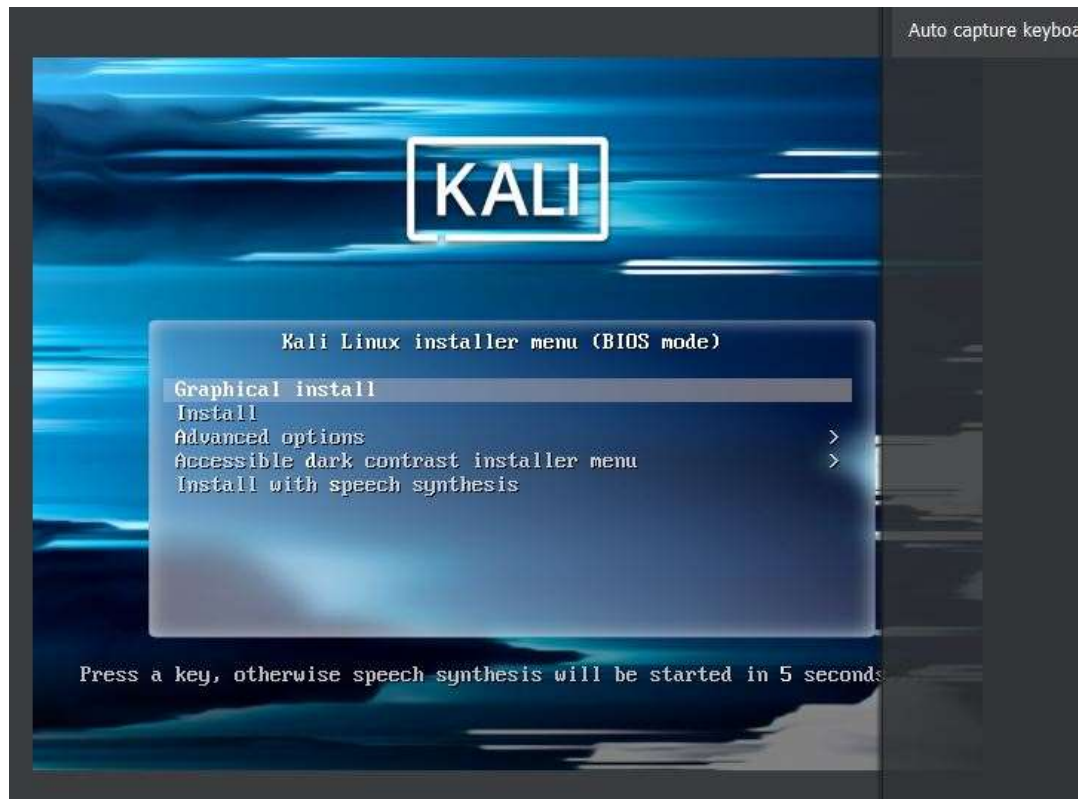 Auto capture keyboa
KALI
Kali Linux installer menu (BIOS mode)
Graphical install
Install
Advanced options >
Accessible dark contrast installer menu >
Install with speech synthesis
Press a key, otherwise speech synthesis will be started in 5 seconds